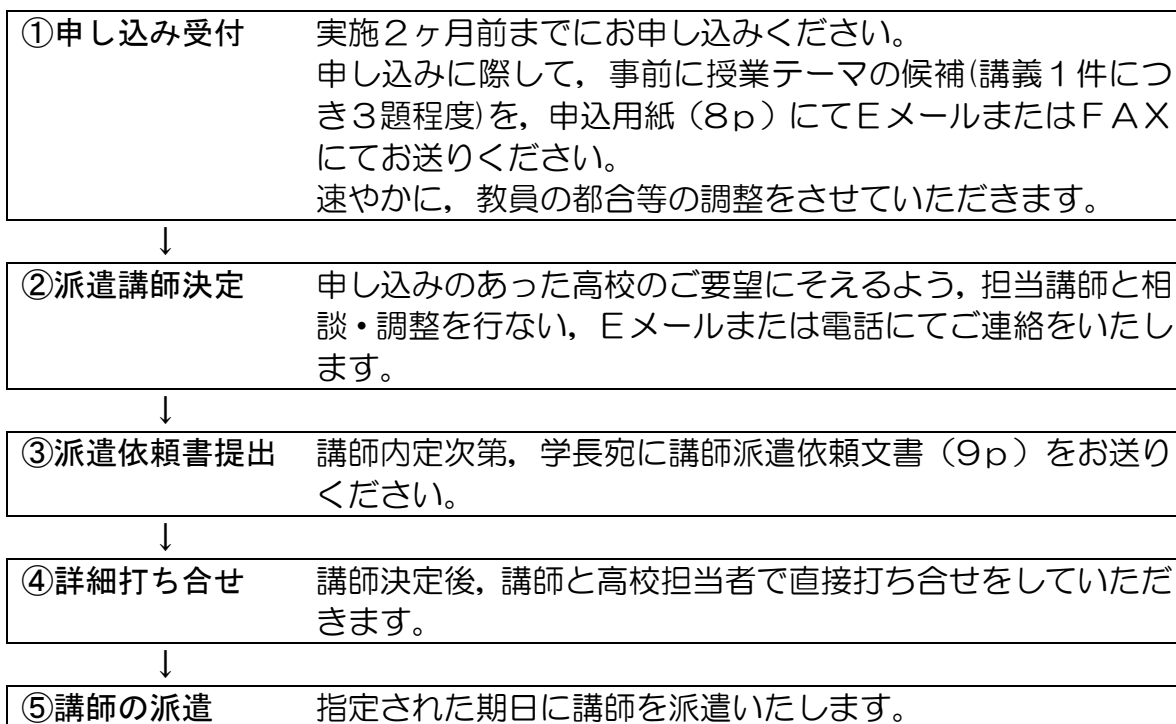 ①申し込み受付 実施２ヶ月前までにお申し込みください。
申し込みに際して，事前に授業テーマの候補(講義１件につ
き３題程度)を，申込用紙（8ｐ）にてＥメールまたはＦＡＸ
にてお送りください。
速やかに，教員の都合等の調整をさせていただきます。
↓
②派遣講師決定 申し込みのあった高校のご要望にそえるよう，担当講師と相
談・調整を行ない，Ｅメールまたは電話にてご連絡をいたし
ます。
↓
③派遣依頼書提出 講師内定次第，学長宛に講師派遣依頼文書（9ｐ）をお送り
ください。
↓
④詳細打ち合せ 講師決定後，講師と高校担当者で直接打ち合せをしていただ
きます。
↓
⑤講師の派遣 指定された期日に講師を派遣いたします。